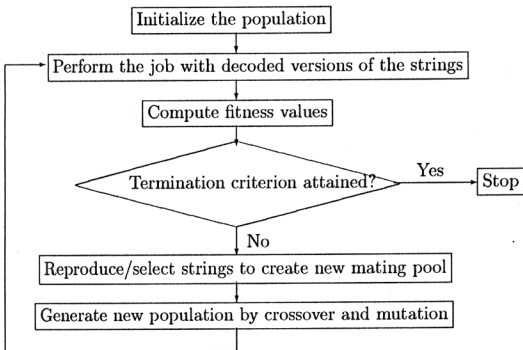 Initialize the population
Perform the job with decoded versions of the strings
Compute fitness values
Termination criterion attained?
Yes
Stop
No
Reproduce/select strings to create new mating pool
Generate new population by crossover and mutation